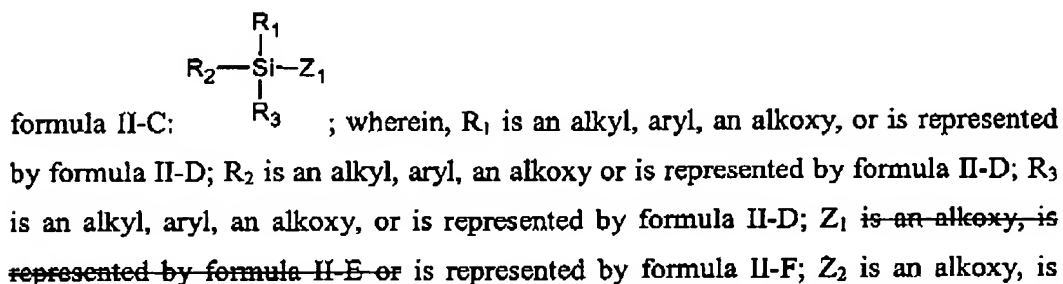 R₁
R₂—Si—Z₁
R₃
formula II-C: ; wherein, R₁ is an alkyl, aryl, an alkoxy, or is represented
by formula II-D; R₂ is an alkyl, aryl, an alkoxy or is represented by formula II-D; R₃
is an alkyl, aryl, an alkoxy, or is represented by formula II-D; Z₁ ~~is an alkoxy, is~~
~~represented by formula II-E or~~ is represented by formula II-F; Z₂ is an alkoxy, is